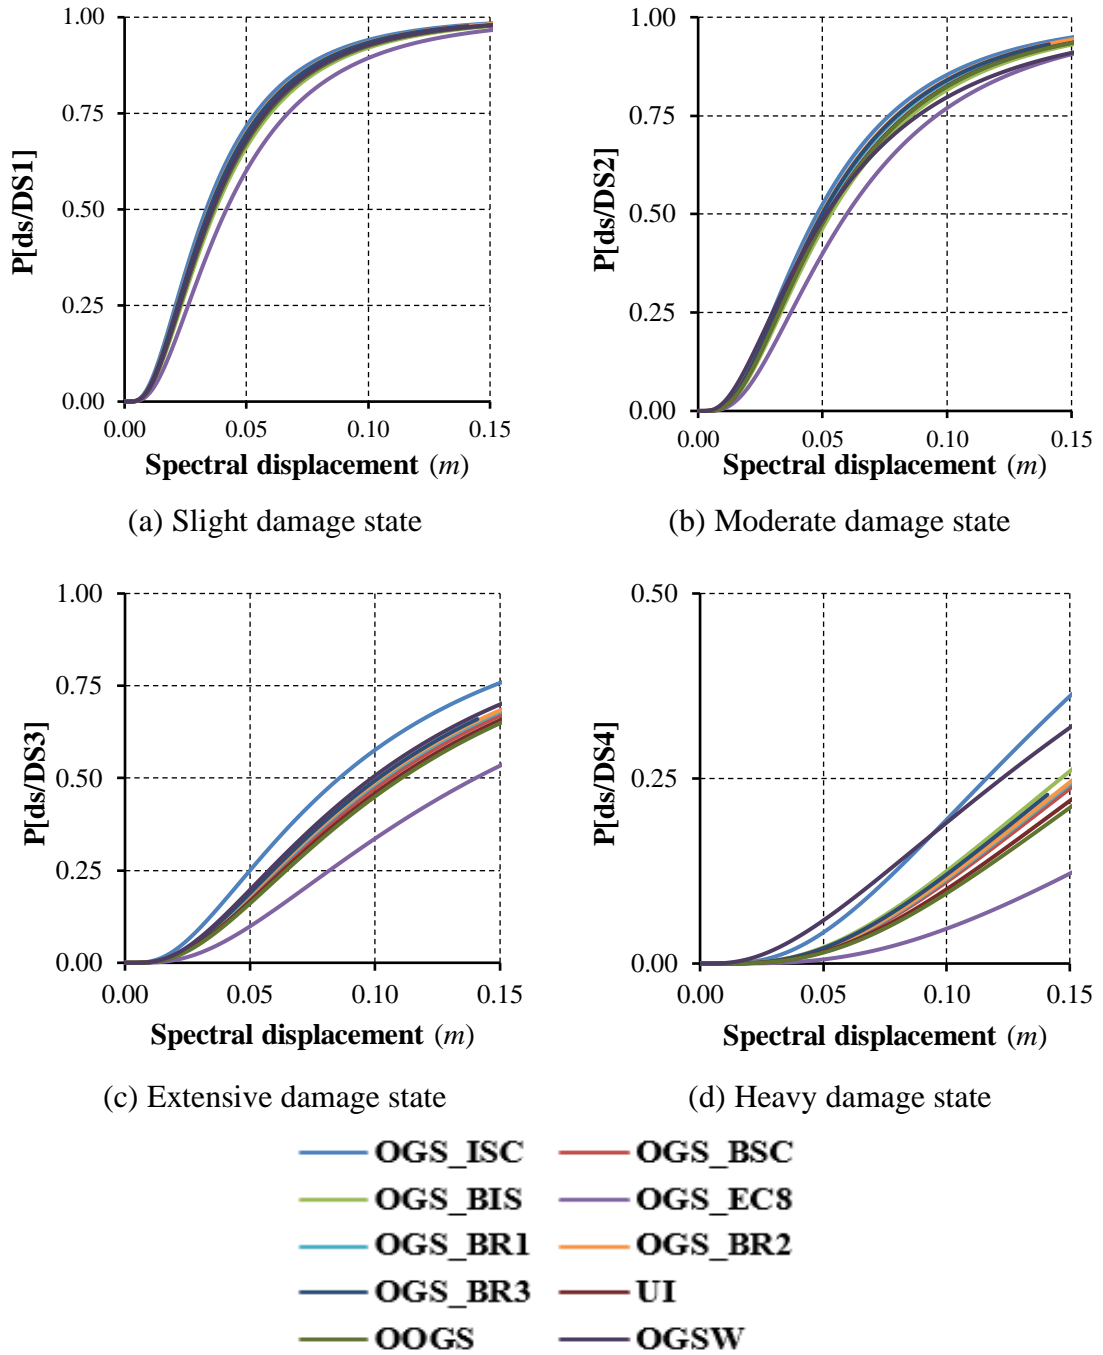 1.00
0.75
0.50
0.25
0.00
P[ds/DS1]
0.00 0.05 0.10 0.15
Spectral displacement (m)
(a) Slight damage state
1.00
0.75
0.50
0.25
0.00
P[ds/DS2]
0.00 0.05 0.10 0.15
Spectral displacement (m)
(b) Moderate damage state
1.00
0.75
0.50
0.25
0.00
P[ds/DS3]
0.00 0.05 0.10 0.15
Spectral displacement (m)
(c) Extensive damage state
0.50
0.25
0.00
P[ds/DS4]
0.00 0.05 0.10 0.15
Spectral displacement (m)
(d) Heavy damage state
OGS_ISC OGS_BSC
OGS_BIS OGS_EC8
OGS_BR1 OGS_BR2
OGS_BR3 UI
OOGS OGSW